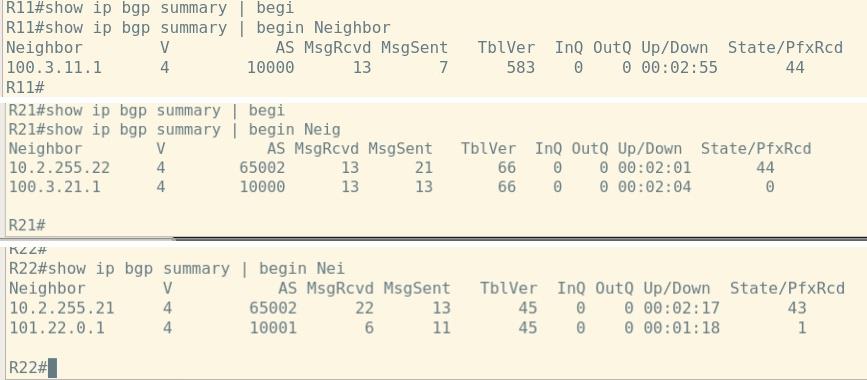 R11#show ip bgp summary | begi
R11#show ip bgp summary | begin Neighbor
Neighbor        V           AS MsgRcvd MsgSent   TblVer  InQ OutQ Up/Down  State/PfxRcd
100.3.11.1      4        10000      13       7      583    0    0 00:02:55       44
R11#
R21#show ip bgp summary | begi
R21#show ip bgp summary | begin Neig
Neighbor        V           AS MsgRcvd MsgSent   TblVer  InQ OutQ Up/Down  State/PfxRcd
10.2.255.22     4        65002      13      21       66    0    0 00:02:01       44
100.3.21.1      4        10000      13      13       66    0    0 00:02:04        0
R21#
R22#
R22#show ip bgp summary | begin Nei
Neighbor        V           AS MsgRcvd MsgSent   TblVer  InQ OutQ Up/Down  State/PfxRcd
10.2.255.21     4        65002      22      13       45    0    0 00:02:17       43
101.22.0.1      4        10001       6      11       45    0    0 00:01:18        1
R22#